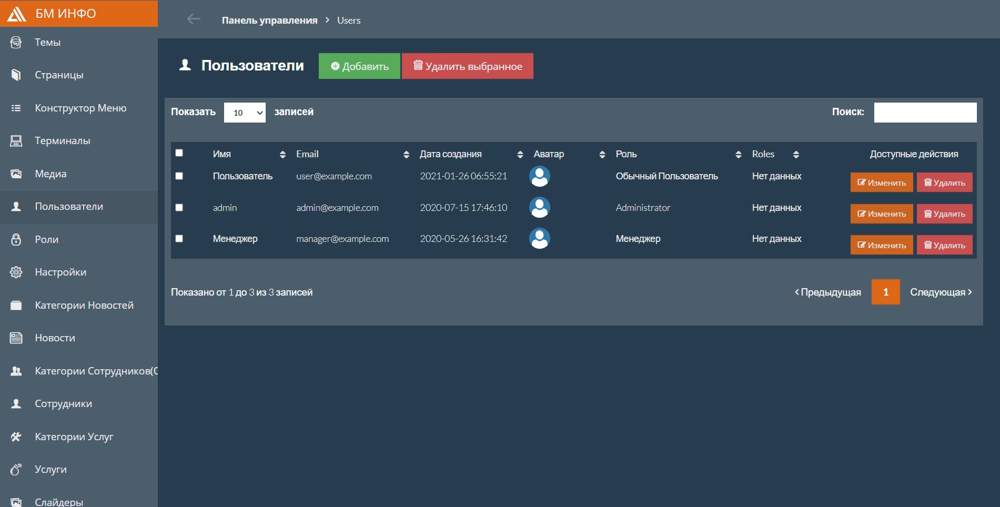 БМ ИНФО
Темы
Страницы
Конструктор Меню
Терминалы
Медиа
Пользователи
Роли
Настройки
Категории Новостей
Новости
Категории Сотрудников(С
Сотрудники
Категории Услуг
Услуги
Слайдеры
Панель управления > Users
Пользователи Добавить Удалить выбранное
Показать 10 записей Поиск:
Имя Email Дата создания Аватар Роль Roles Доступные действия
Пользователь user@example.com 2021-01-26 06:55:21 Обычный Пользователь Нет данных Изменить Удалить
admin admin@example.com 2020-07-15 17:46:10 Administrator Нет данных Изменить Удалить
Менеджер manager@example.com 2020-05-26 16:31:42 Менеджер Нет данных Изменить Удалить
Показано от 1 до 3 из 3 записей ‹ Предыдущая 1 Следующая ›